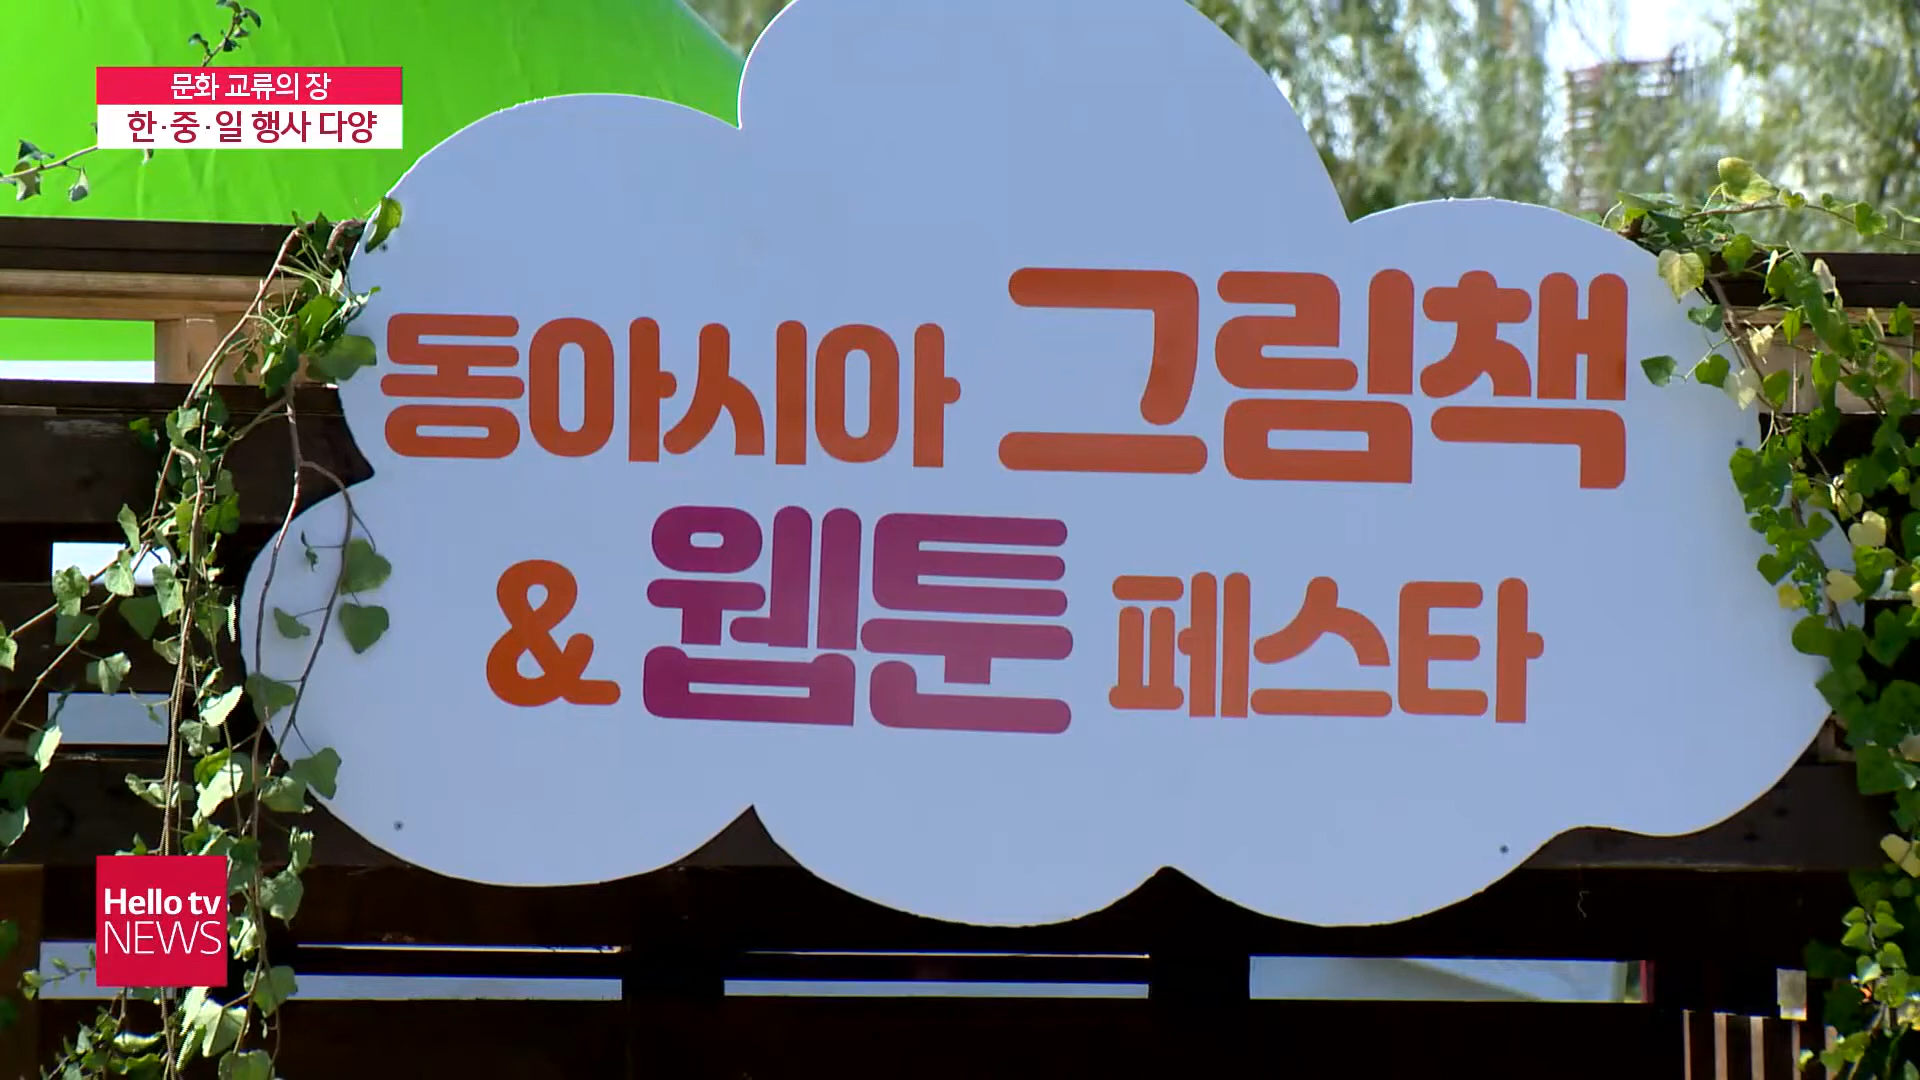 문화 교류의 장
한·중·일 행사 다양
동아시아 그림책
& 웹툰 페스타
Hello tv
NEWS